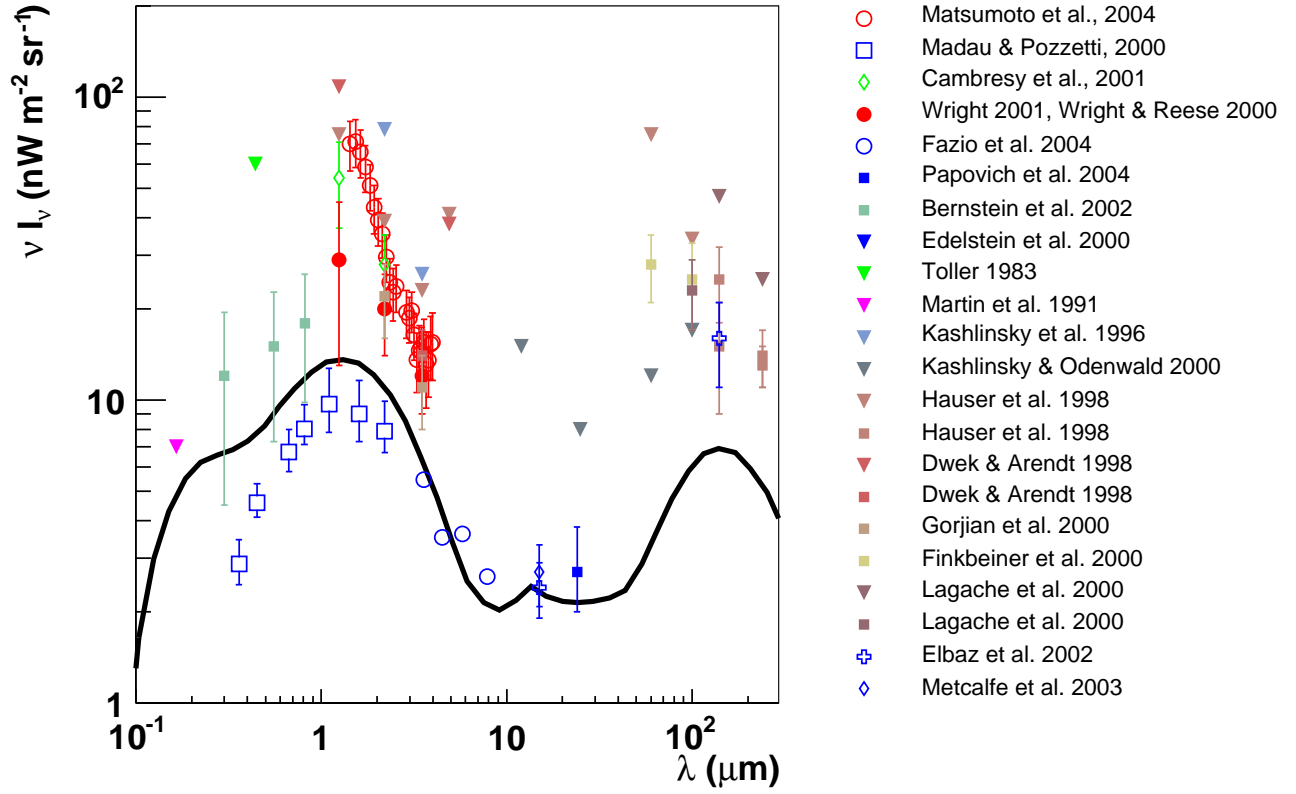 ν Iν (nW m-2 sr-1)
10²
10
1
10-1
1
10
10²
λ (μm)
Matsumoto et al., 2004
Madau & Pozzetti, 2000
Cambresy et al., 2001
Wright 2001, Wright & Reese 2000
Fazio et al. 2004
Papovich et al. 2004
Bernstein et al. 2002
Edelstein et al. 2000
Toller 1983
Martin et al. 1991
Kashlinsky et al. 1996
Kashlinsky & Odenwald 2000
Hauser et al. 1998
Hauser et al. 1998
Dwek & Arendt 1998
Dwek & Arendt 1998
Gorjian et al. 2000
Finkbeiner et al. 2000
Lagache et al. 2000
Lagache et al. 2000
Elbaz et al. 2002
Metcalfe et al. 2003